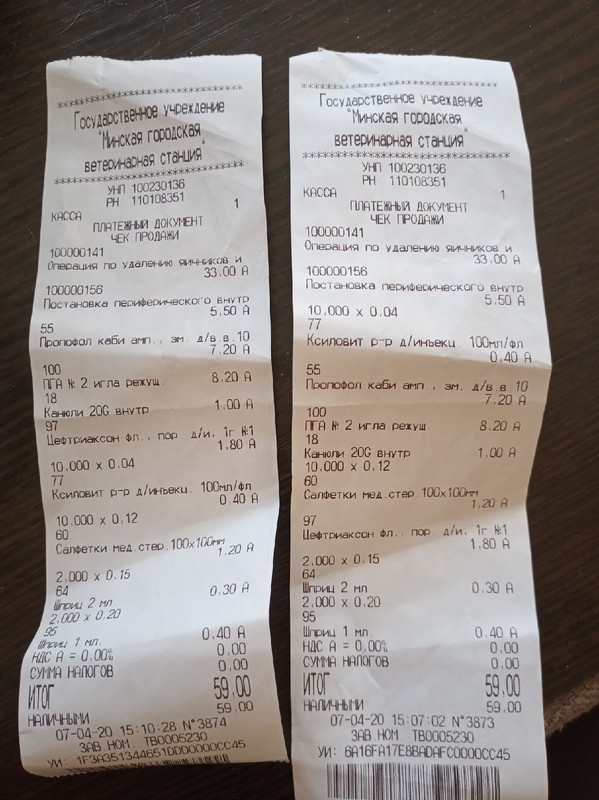 ********************************
Государственное учреждение
"Минская городская
ветеринарная станция"
********************************
УНП 100230136
РН 110108351
КАССА 1
ПЛАТЕЖНЫЙ ДОКУМЕНТ
ЧЕК ПРОДАЖИ
100000141
Операция по удалению яичников и
33.00 А
100000156
Постановка периферического внутр
5.50 А
55
Пропофол каби амп., эм. д/в в 10
7.20 А
100
ПГА № 2 игла режущ. 8.20 А
18
Канюли 20G внутр 1.00 А
97
Цефтриаксон фл., пор. д/и, 1г №1
1.80 А
10.000 x 0.04
77
Ксиловит р-р д/инъекц. 100мл/фл
0.40 А
10.000 x 0.12
60
Салфетки мед.стер.100х100мм
1.20 А
2.000 x 0.15
64
Шприц 2 мл 0.30 А
2.000 x 0.20
95
Шприц 1 мл. 0.40 А
НДС А = 0.00% 0.00
СУММА НАЛОГОВ 0.00
ИТОГ 59.00
НАЛИЧНЫМИ 59.00
07-04-20 15:10:28 N°3874
ЗАВ НОМ. ТВ0005230
УИ: 1F3A351344651DDD0000CC45
********************************
Государственное учреждение
"Минская городская
ветеринарная станция"
********************************
УНП 100230136
РН 110108351
КАССА 1
ПЛАТЕЖНЫЙ ДОКУМЕНТ
ЧЕК ПРОДАЖИ
100000141
Операция по удалению яичников и
33.00 А
100000156
Постановка периферического внутр
5.50 А
10.000 x 0.04
77
Ксиловит р-р д/инъекц. 100мл/фл
0.40 А
55
Пропофол каби амп., эм. д/в в 10
7.20 А
100
ПГА № 2 игла режущ. 8.20 А
18
Канюли 20G внутр 1.00 А
10.000 x 0.12
60
Салфетки мед.стер.100х100мм
1.20 А
97
Цефтриаксон фл., пор. д/и, 1г №1
1.80 А
2.000 x 0.15
64
Шприц 2 мл 0.30 А
2.000 x 0.20
95
Шприц 1 мл. 0.40 А
НДС А = 0.00% 0.00
СУММА НАЛОГОВ 0.00
ИТОГ 59.00
НАЛИЧНЫМИ 59.00
07-04-20 15:07:02 N°3873
ЗАВ НОМ. ТВ0005230
УИ: 6A16FA17E8BADAFC0000CC45